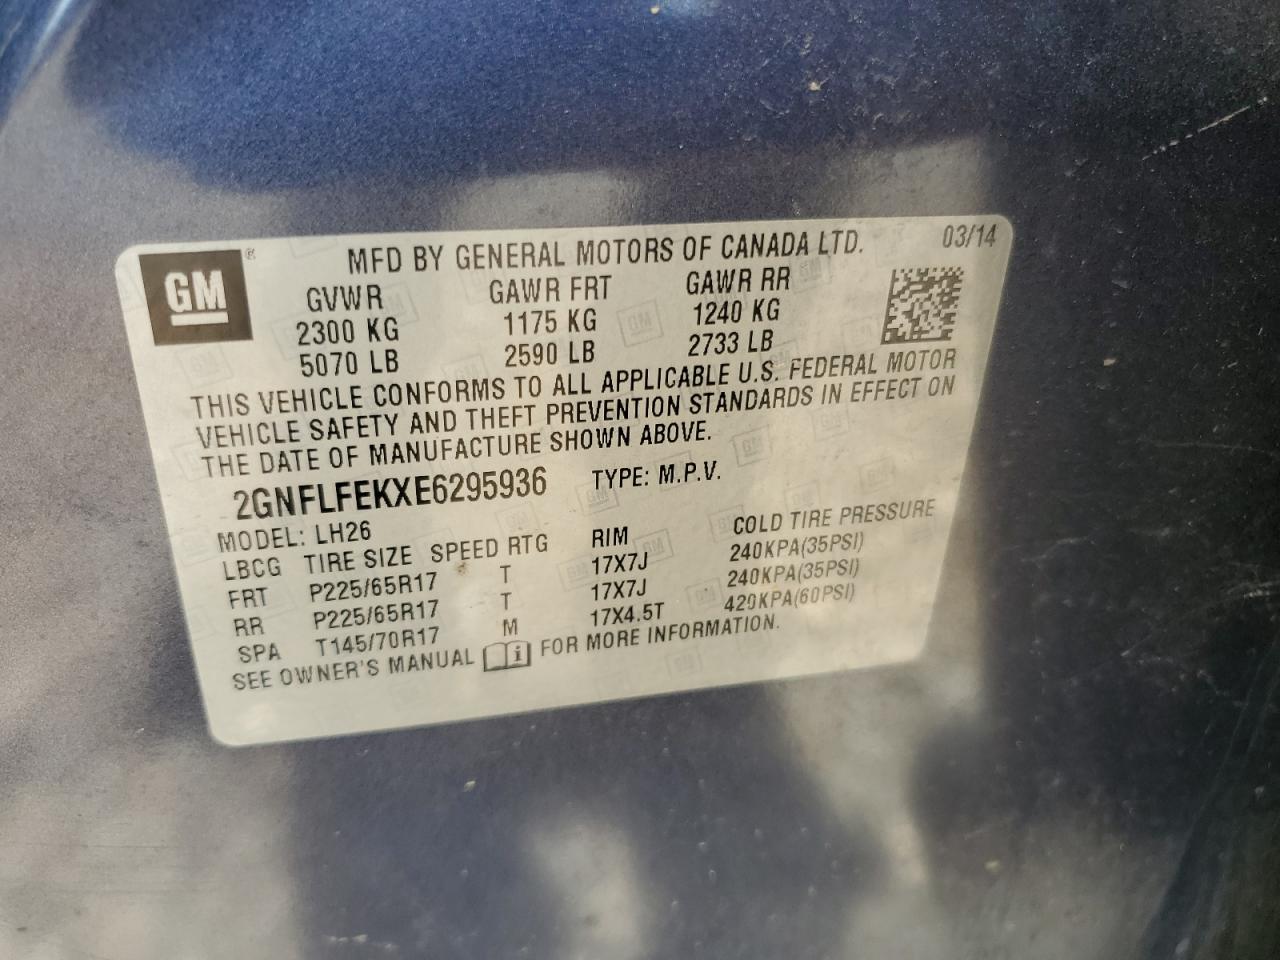 GM ®
MFD BY GENERAL MOTORS OF CANADA LTD. 03/14
GVWR GAWR FRT GAWR RR
2300 KG 1175 KG 1240 KG
5070 LB 2590 LB 2733 LB
THIS VEHICLE CONFORMS TO ALL APPLICABLE U.S. FEDERAL MOTOR
VEHICLE SAFETY AND THEFT PREVENTION STANDARDS IN EFFECT ON
THE DATE OF MANUFACTURE SHOWN ABOVE.
2GNFLFEKXE6295936 TYPE: M.P.V.
MODEL: LH26
LBCG TIRE SIZE SPEED RTG RIM COLD TIRE PRESSURE
FRT P225/65R17 T 17X7J 240KPA(35PSI)
RR P225/65R17 T 17X7J 240KPA(35PSI)
SPA T145/70R17 M 17X4.5T 420KPA(60PSI)
SEE OWNER'S MANUAL FOR MORE INFORMATION.